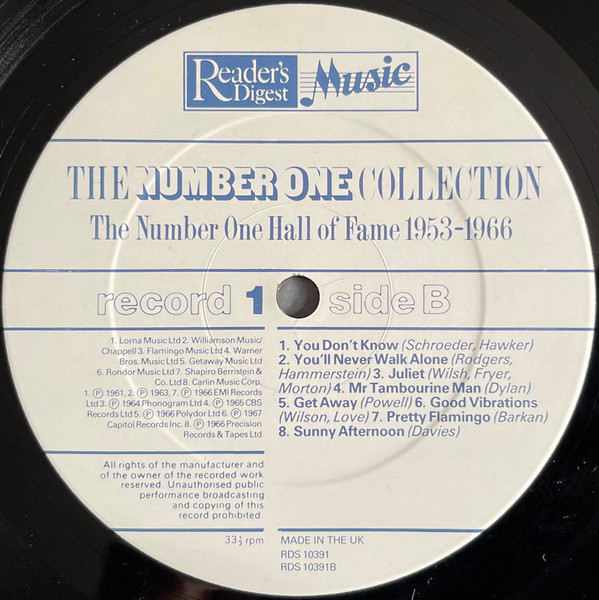 Reader's
Digest
Music
THE NUMBER ONE COLLECTION
The Number One Hall of Fame 1953-1966
record 1 side B
1. Lorna Music Ltd 2. Williamson Music/
Chappell 3. Flamingo Music Ltd 4. Warner
Bros. Music Ltd 5. Getaway Music Ltd
6. Rondor Music Ltd 7. Shapiro Bernstein &
Co. Ltd 8. Carlin Music Corp.
1. ℗ 1961, 2. ℗ 1963, 7. ℗ 1966 EMI Records
Ltd 3. ℗ 1964 Phonogram Ltd 4. ℗ 1965 CBS
Records Ltd 5. ℗ 1966 Polydor Ltd 6. ℗ 1967
Capitol Records Inc. 8. ℗ 1966 Precision
Records & Tapes Ltd
All rights of the manufacturer and
of the owner of the recorded work
reserved. Unauthorised public
performance broadcasting
and copying of this
record prohibited.
33⅓ rpm
1. You Don't Know (Schroeder, Hawker)
2. You'll Never Walk Alone (Rodgers,
Hammerstein) 3. Juliet (Wilsh, Fryer,
Morton) 4. Mr Tambourine Man (Dylan)
5. Get Away (Powell) 6. Good Vibrations
(Wilson, Love) 7. Pretty Flamingo (Barkan)
8. Sunny Afternoon (Davies)
MADE IN THE UK
RDS 10391
RDS 10391B